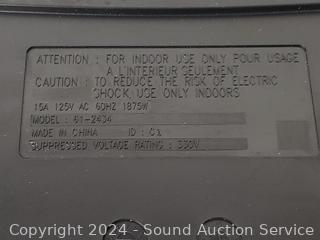 ATTENTION : FOR INDOOR USE ONLY POUR USAGE
A L'INTERIEUR SEULEMENT
CAUTION : TO REDUCE THE RISK OF ELECTRIC
SHOCK, USE ONLY INDOORS
15A 125V AC 60HZ 1875W
MODEL : 61-2434
MADE IN CHINA ID : C
SUPPRESSED VOLTAGE RATING : 330V
Copyright 2024 - Sound Auction Service